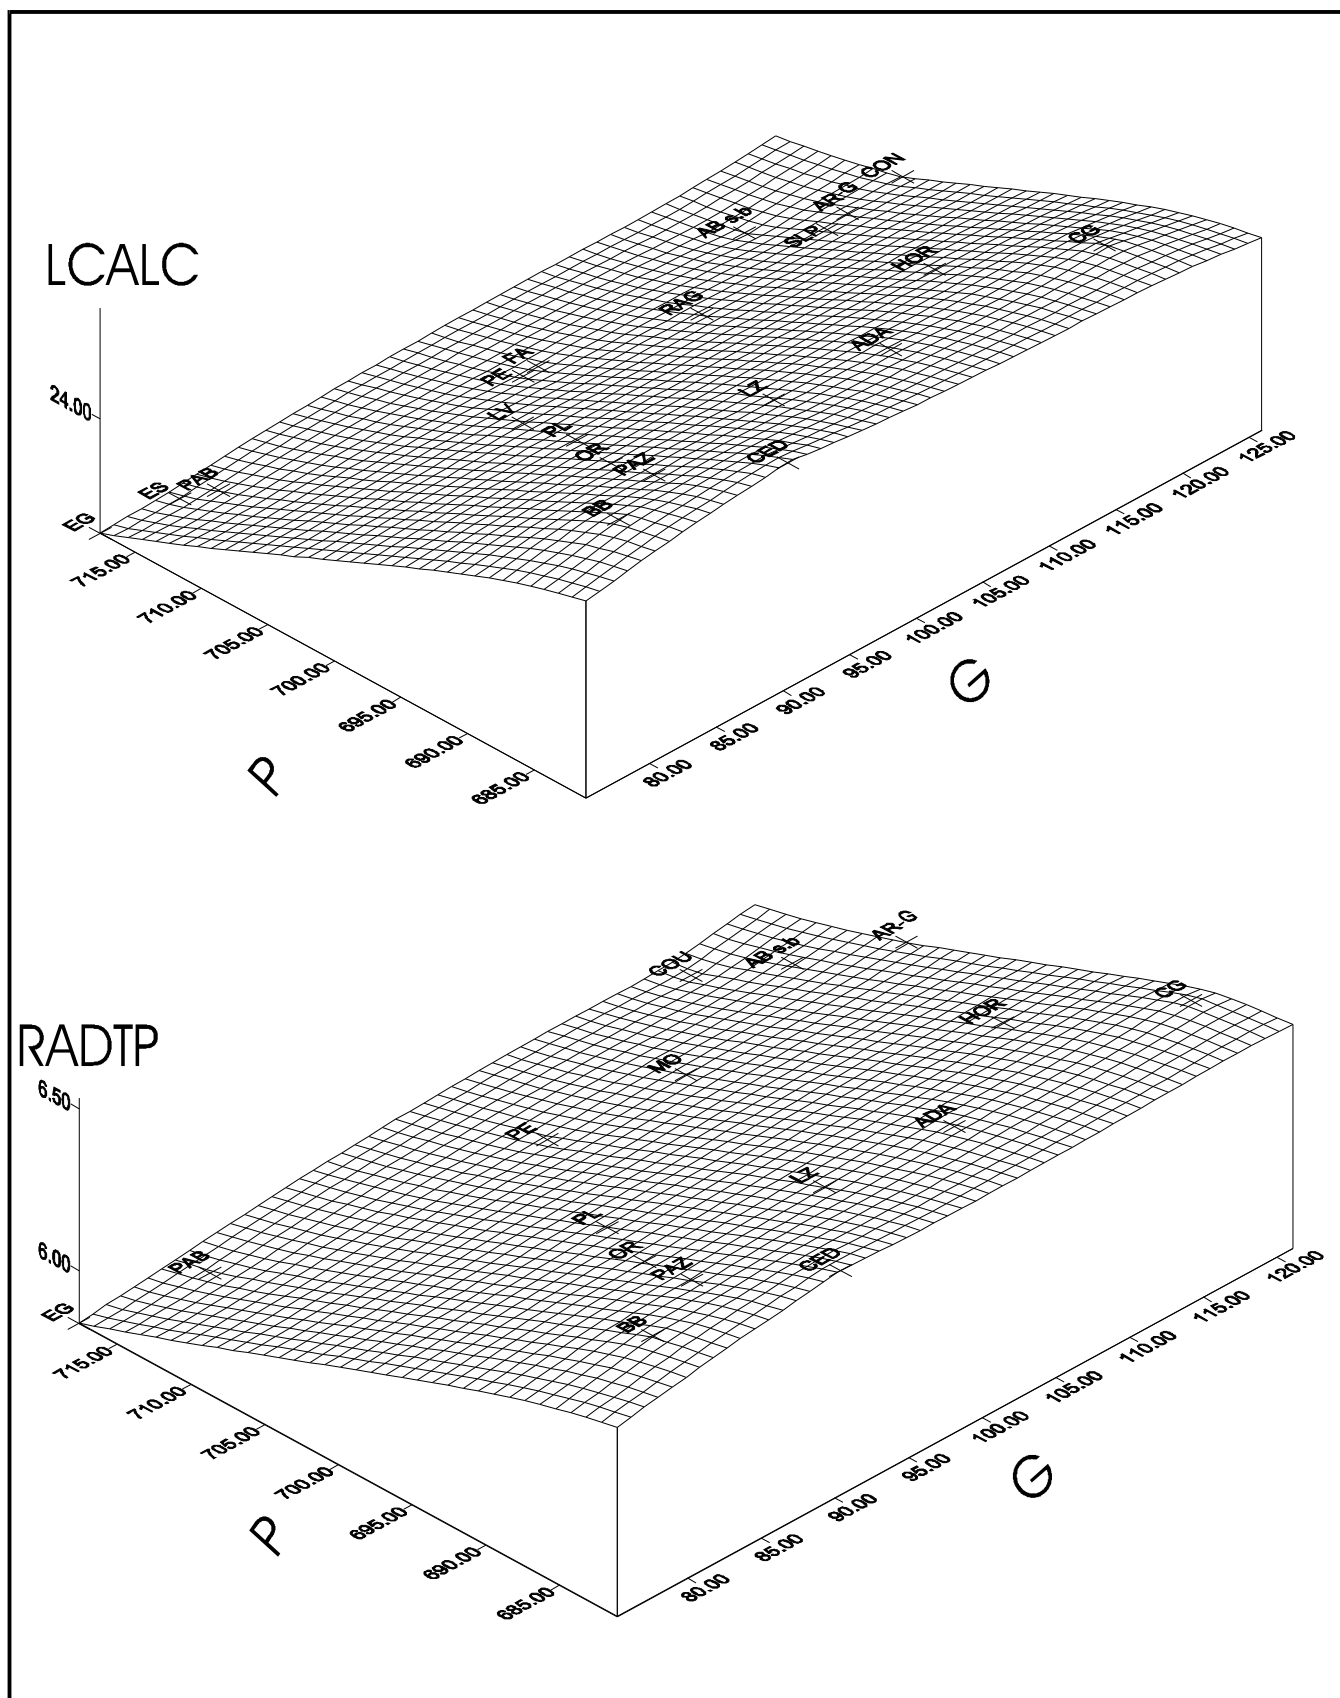 CON
AR-G
AB-s.b
SLP
CG
LCALC
HOR
RAG
ADA
FA
PE
LZ
24.00
LV
PL
OR
CED
PAZ
PAB
ES
BB
EG
125.00
120.00
115.00
110.00
105.00
100.00
95.00
90.00
85.00
80.00
G
715.00
710.00
705.00
700.00
695.00
690.00
685.00
P
AR-G
AB-s.b
COU
CG
HOR
RADTP
MO
6.50
ADA
PE
LZ
PL
OR
CED
PAZ
6.00
PAB
EG
BB
120.00
115.00
110.00
105.00
100.00
95.00
90.00
85.00
80.00
G
715.00
710.00
705.00
700.00
695.00
690.00
685.00
P